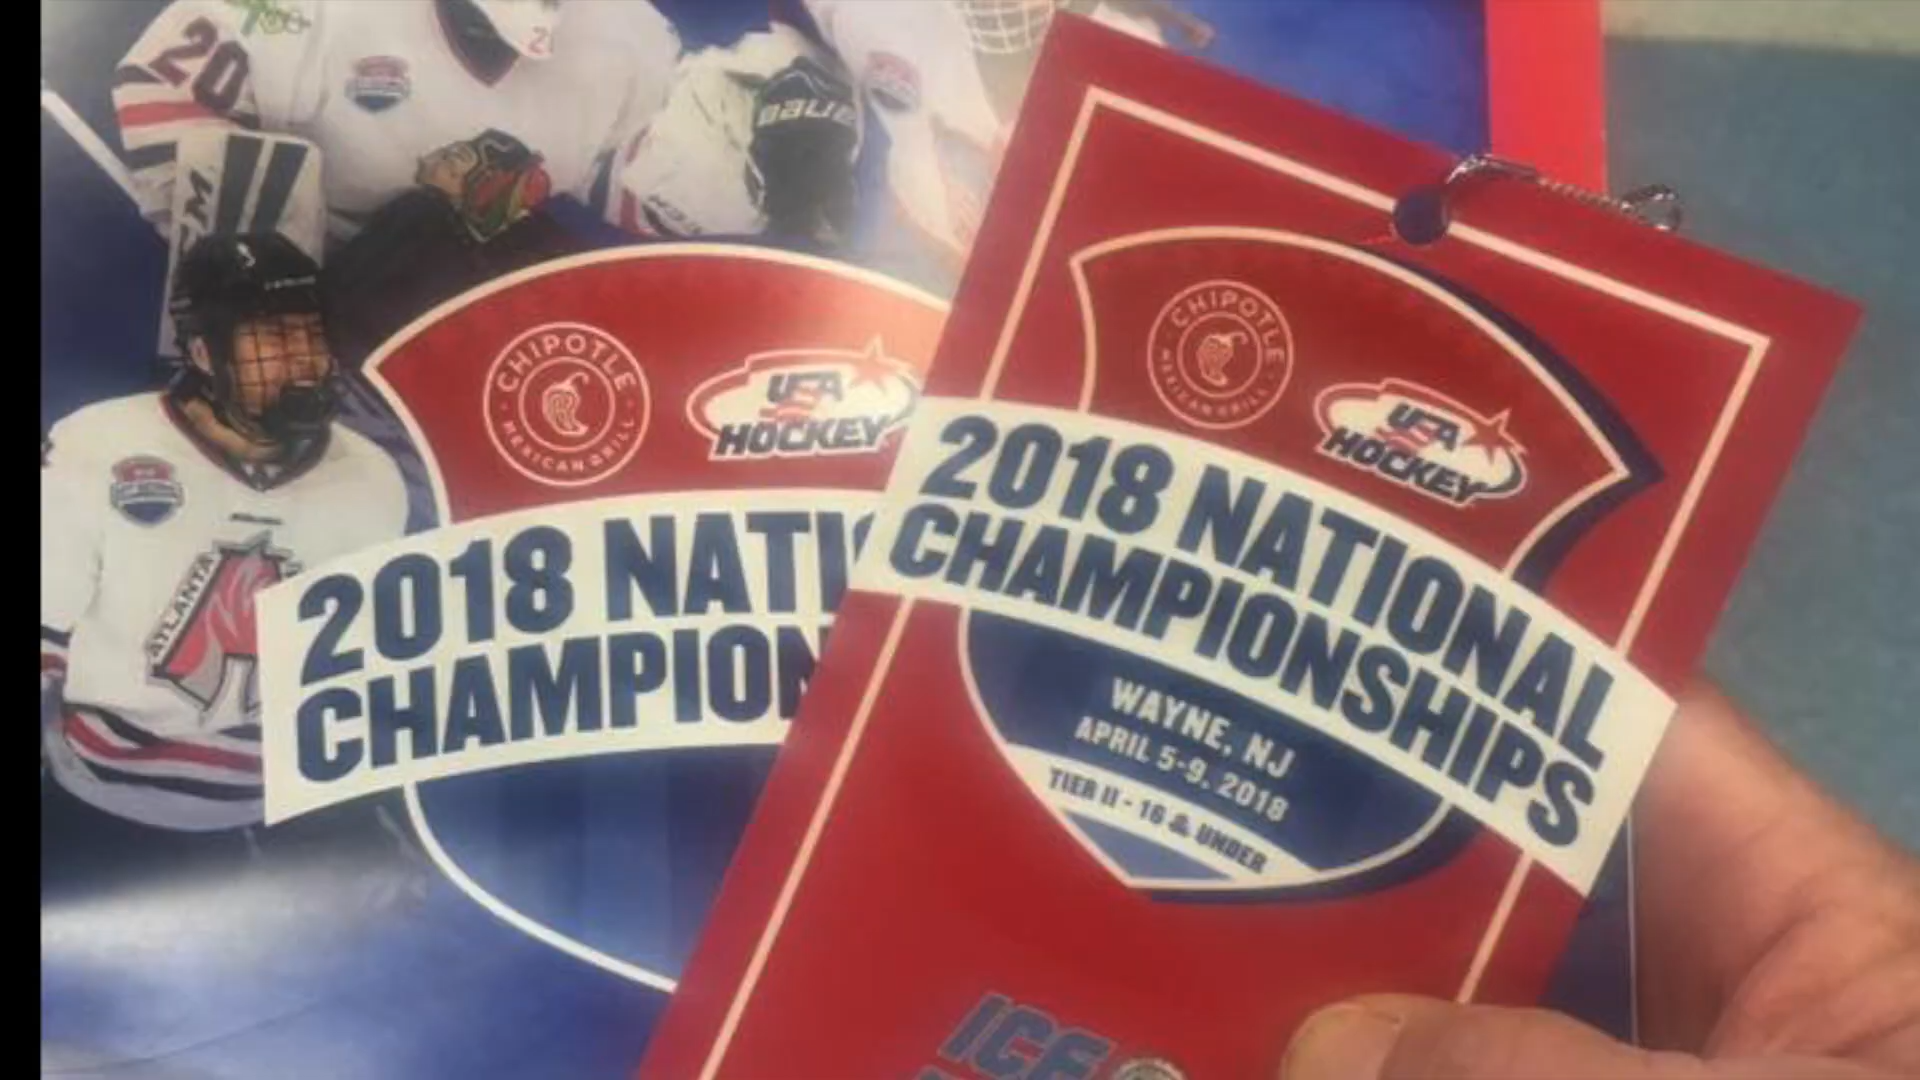 20
BAUE
CHIPOTLE
MEXICAN GRILL
USA
HOCKEY
ATLANTA
2018 NATI
CHAMPION
CHIPOTLE
MEXICAN GRILL
USA
HOCKEY
2018 NATIONAL
CHAMPIONSHIPS
WAYNE, NJ
APRIL 5-9, 2018
TIER II - 16 & UNDER
ICE